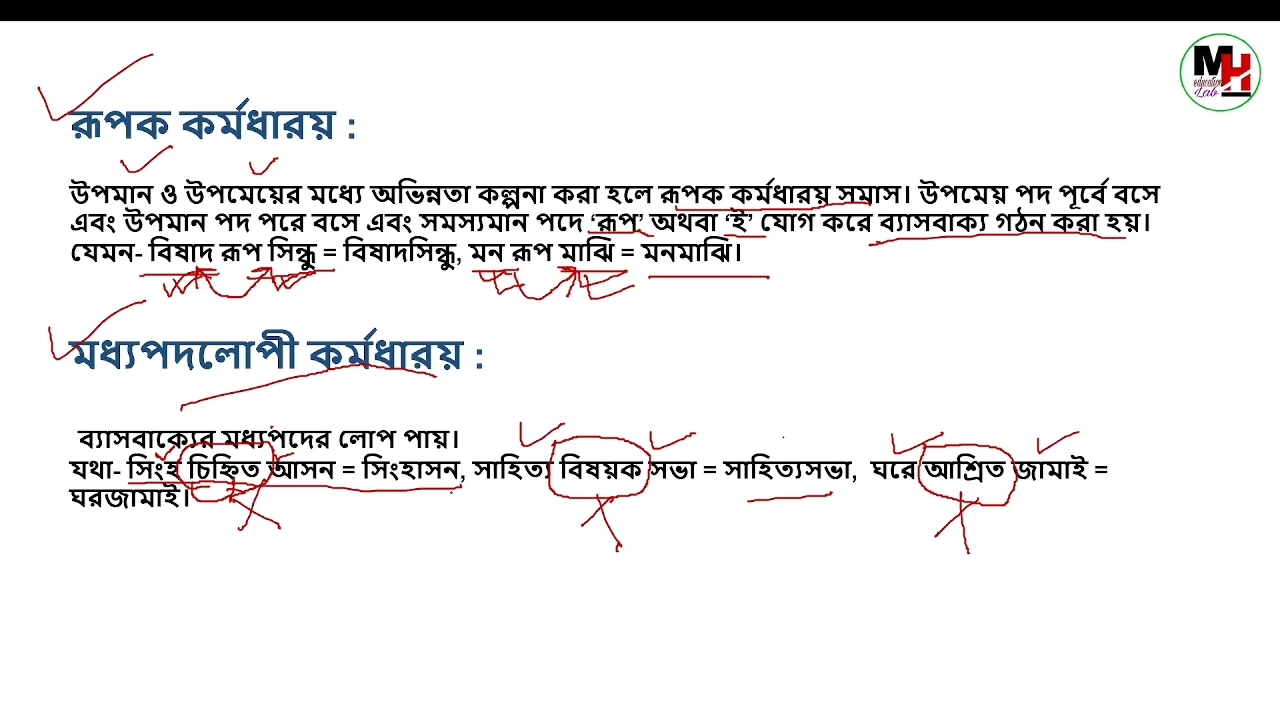 MH
education
Lab
রূপক কর্মধারয় :
উপমান ও উপমেয়ের মধ্যে অভিন্নতা কল্পনা করা হলে রূপক কর্মধারয় সমাস। উপমেয় পদ পূর্বে বসে
এবং উপমান পদ পরে বসে এবং সমস্যমান পদে ‘রূপ’ অথবা ‘ই’ যোগ করে ব্যাসবাক্য গঠন করা হয়।
যেমন- বিষাদ রূপ সিন্ধু = বিষাদসিন্ধু, মন রূপ মাঝি = মনমাঝি।
মধ্যপদলোপী কর্মধারয় :
ব্যাসবাক্যের মধ্যপদের লোপ পায়।
যথা- সিংহ চিহ্নিত আসন = সিংহাসন, সাহিত্য বিষয়ক সভা = সাহিত্যসভা, ঘরে আশ্রিত জামাই =
ঘরজামাই।